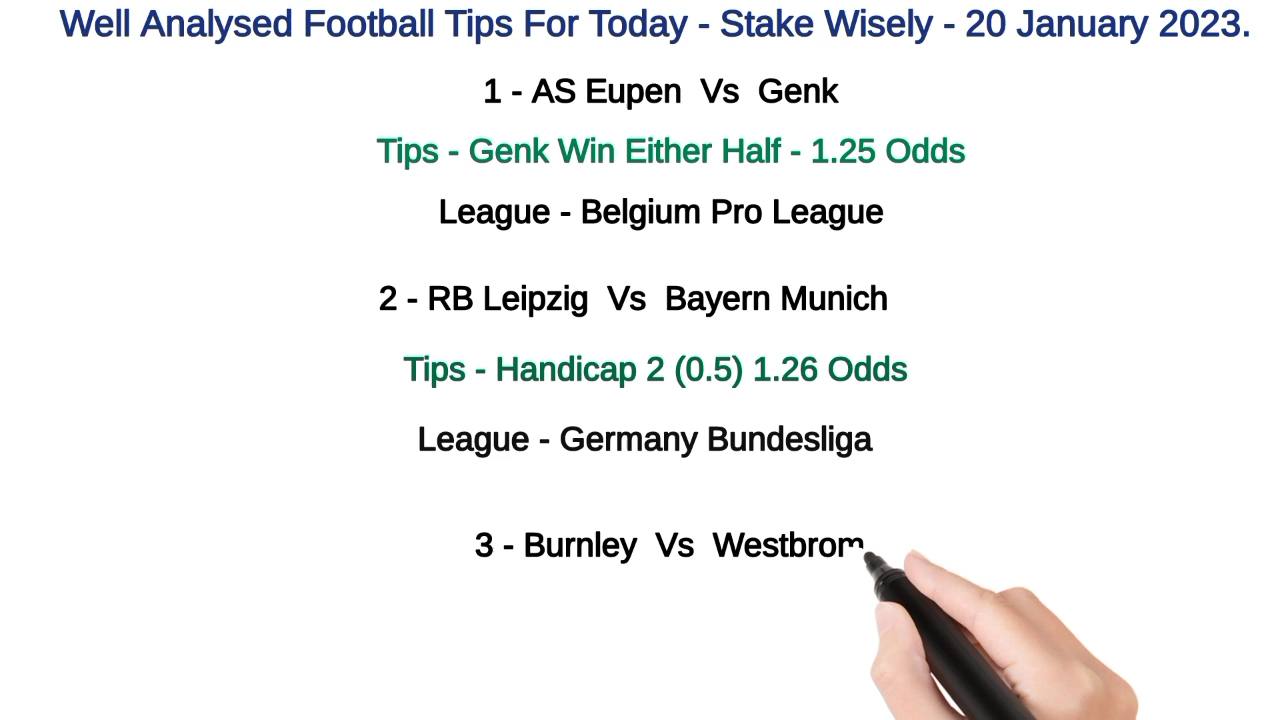 Well Analysed Football Tips For Today - Stake Wisely - 20 January 2023.
1 - AS Eupen Vs Genk
Tips - Genk Win Either Half - 1.25 Odds
League - Belgium Pro League
2 - RB Leipzig Vs Bayern Munich
Tips - Handicap 2 (0.5) 1.26 Odds
League - Germany Bundesliga
3 - Burnley Vs Westbrom